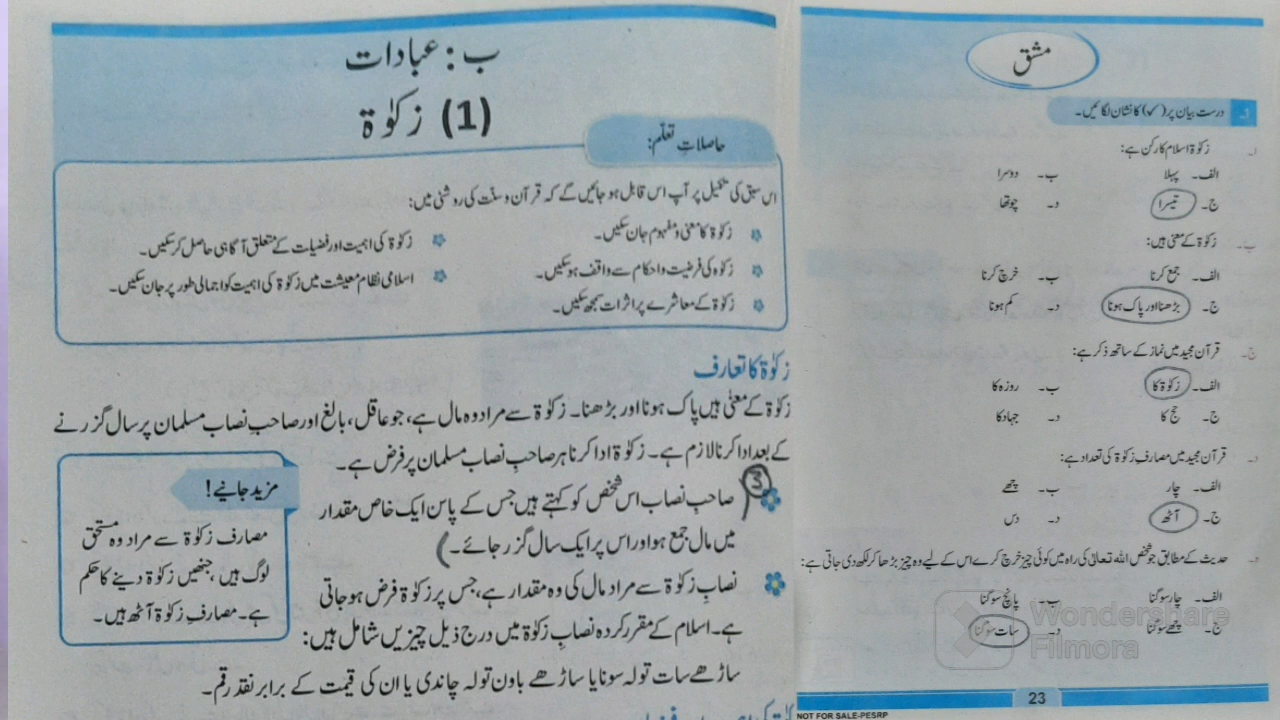 ب: عبادات
(1) زکوٰۃ
حاصلاتِ تعلّم:
اس سبق کی تکمیل پر آپ اس قابل ہو جائیں گے کہ قرآن و سنت کی روشنی میں:
زکوٰۃ کا معنی و مفہوم جان سکیں۔
زکوٰۃ کی اہمیت اور فضیلت کے متعلق آگاہی حاصل کر سکیں۔
زکوٰۃ کی فرضیت و احکام سے واقف ہو سکیں۔
اسلامی نظام معیشت میں زکوٰۃ کی اہمیت کو اجمالی طور پر جان سکیں۔
زکوٰۃ کے معاشرے پر اثرات سمجھ سکیں۔
زکوٰۃ کا تعارف
زکوٰۃ کے معنیٰ ہیں پاک ہونا اور بڑھنا۔ زکوٰۃ سے مراد وہ مال ہے، جو عاقل، بالغ اور صاحبِ نصاب مسلمان پر سال گزرنے
کے بعد ادا کرنا لازم ہے۔ زکوٰۃ ادا کرنا ہر صاحبِ نصاب مسلمان پر فرض ہے۔
3
صاحبِ نصاب اس شخص کو کہتے ہیں جس کے پاس ایک خاص مقدار
میں مال جمع ہو اور اس پر ایک سال گزر جائے۔
نصابِ زکوٰۃ سے مراد مال کی وہ مقدار ہے، جس پر زکوٰۃ فرض ہو جاتی
ہے۔ اسلام کے مقرر کردہ نصابِ زکوٰۃ میں درج ذیل چیزیں شامل ہیں:
ساڑھے سات تولہ سونا یا ساڑھے باون تولہ چاندی یا ان کی قیمت کے برابر نقد رقم۔
مزید جانیے!
مصارفِ زکوٰۃ سے مراد وہ مستحق
لوگ ہیں، جنھیں زکوٰۃ دینے کا حکم
ہے۔ مصارفِ زکوٰۃ آٹھ ہیں۔
مشق
1۔ درست بیان پر (✓) کا نشان لگائیں۔
زکوٰۃ اسلام کا رکن ہے:
الف۔ پہلا ب۔ دوسرا
ج۔ تیسرا د۔ چوتھا
ب۔ زکوٰۃ کے معنی ہیں:
الف۔ جمع کرنا ب۔ خرچ کرنا
ج۔ بڑھنا اور پاک ہونا د۔ کم ہونا
ج۔ قرآن مجید میں نماز کے ساتھ ذکر ہے:
الف۔ زکوٰۃ کا ب۔ روزہ کا
ج۔ حج کا د۔ جہاد کا
د۔ قرآن مجید میں مصارفِ زکوٰۃ کی تعداد ہے:
الف۔ چار ب۔ چھے
ج۔ آٹھ د۔ دس
حدیث کے مطابق جو شخص اللہ تعالیٰ کی راہ میں کوئی چیز خرچ کرے اس کے لیے وہ چیز بڑھا کر لکھ دی جاتی ہے:
الف۔ چار سو گنا ب۔ پانچ سو گنا
ج۔ چھے سو گنا د۔ سات سو گنا
Wondershare
Filmora
23
NOT FOR SALE-PESRP